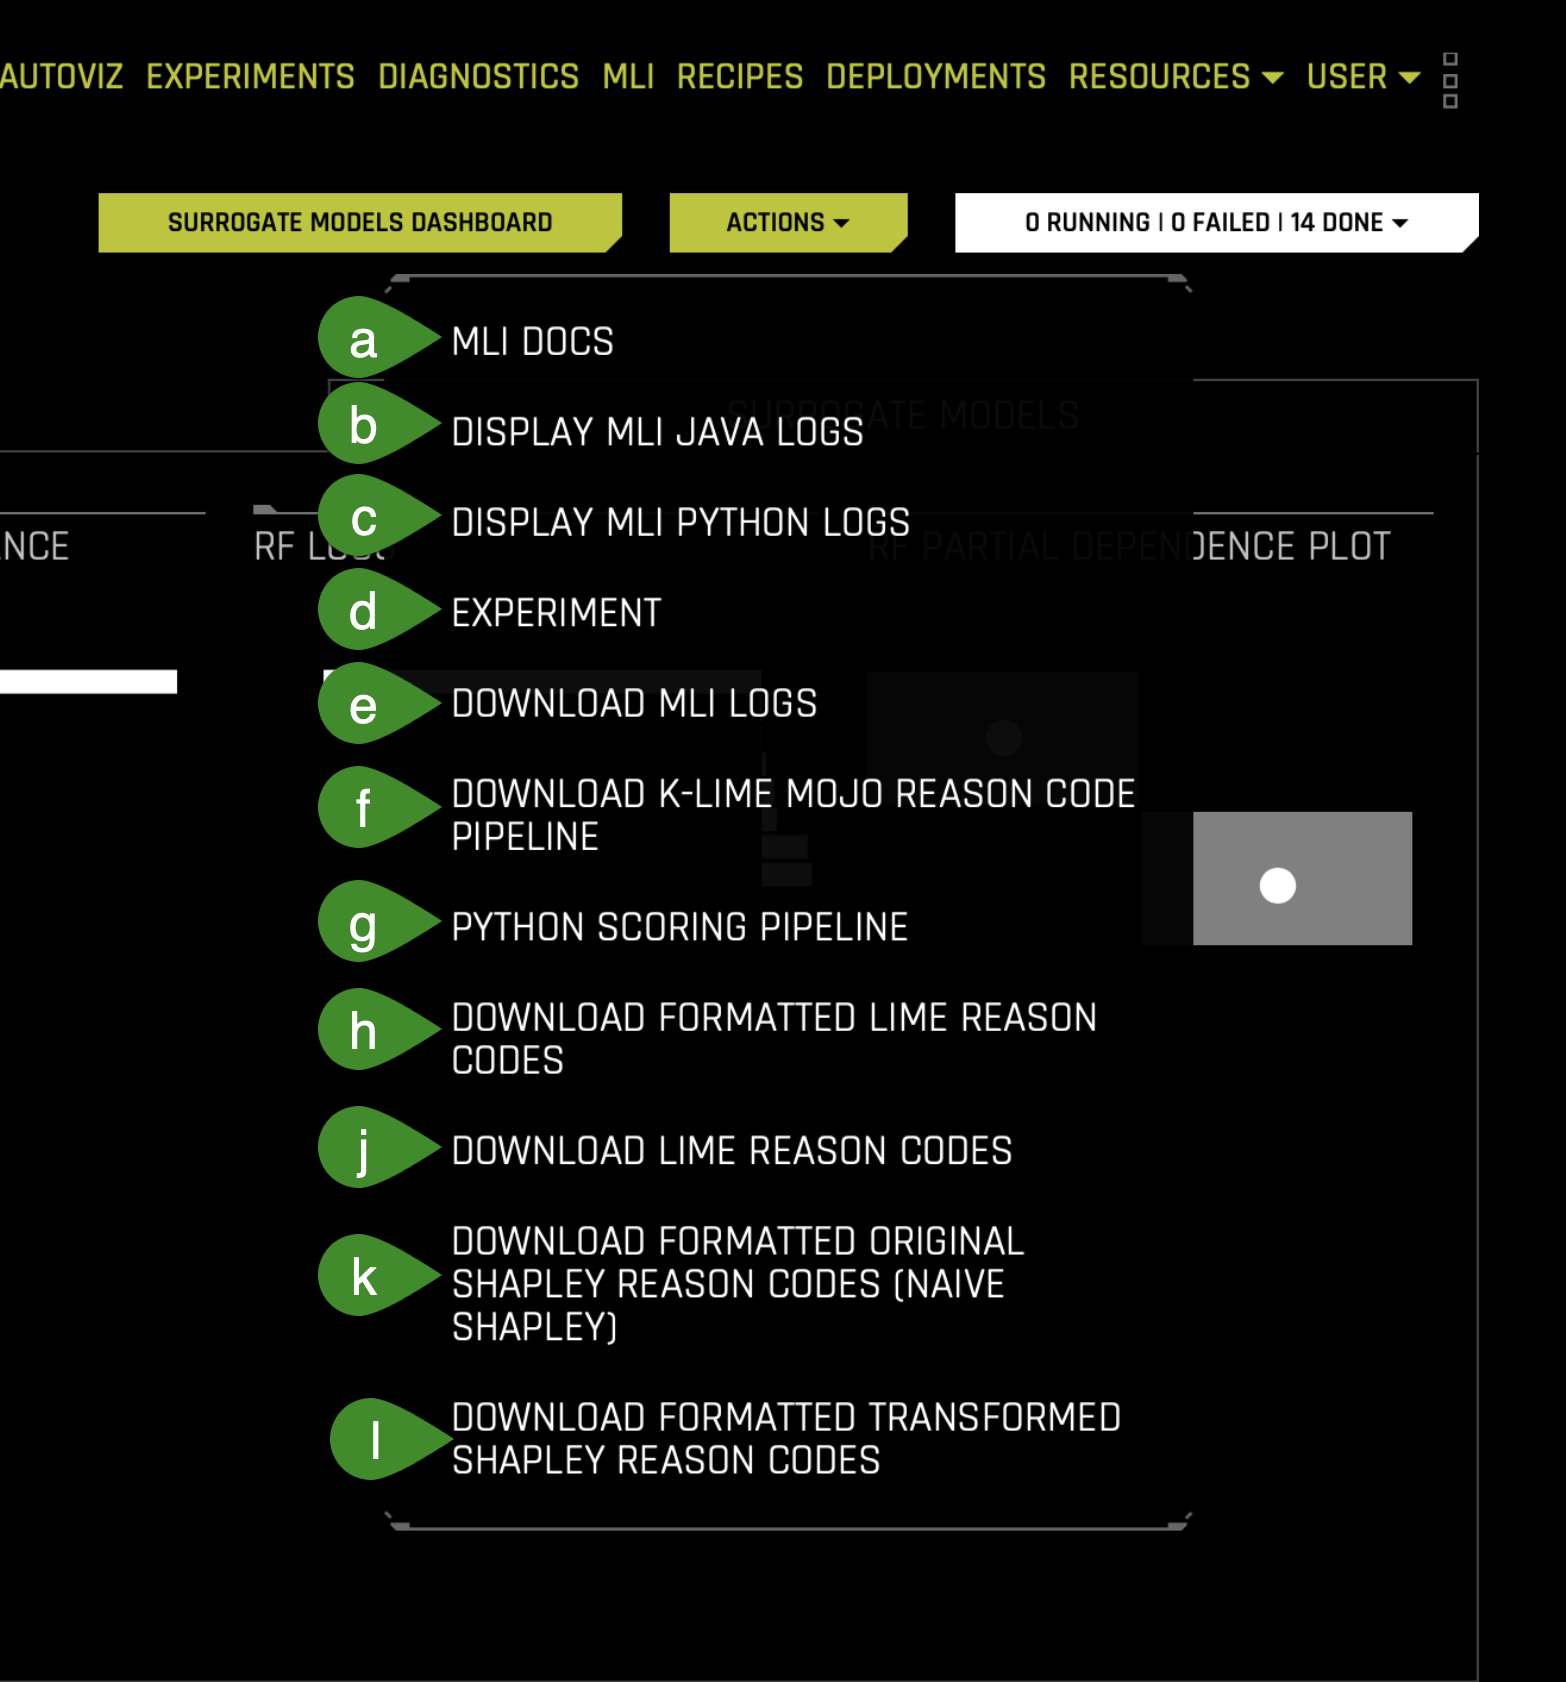 AUTOVIZ EXPERIMENTS DIAGNOSTICS MLI RECIPES DEPLOYMENTS RESOURCES USER
SURROGATE MODELS DASHBOARD
ACTIONS
0 RUNNING | 0 FAILED | 14 DONE
a MLI DOCS
SURROGATE MODELS
b DISPLAY MLI JAVA LOGS
c DISPLAY MLI PYTHON LOGS
RF PARTIAL DEPENDENCE PLOT
RF
d EXPERIMENT
e DOWNLOAD MLI LOGS
f DOWNLOAD K-LIME MOJO REASON CODE
PIPELINE
g PYTHON SCORING PIPELINE
h DOWNLOAD FORMATTED LIME REASON
CODES
j DOWNLOAD LIME REASON CODES
k DOWNLOAD FORMATTED ORIGINAL
SHAPLEY REASON CODES (NAIVE
SHAPLEY)
l DOWNLOAD FORMATTED TRANSFORMED
SHAPLEY REASON CODES